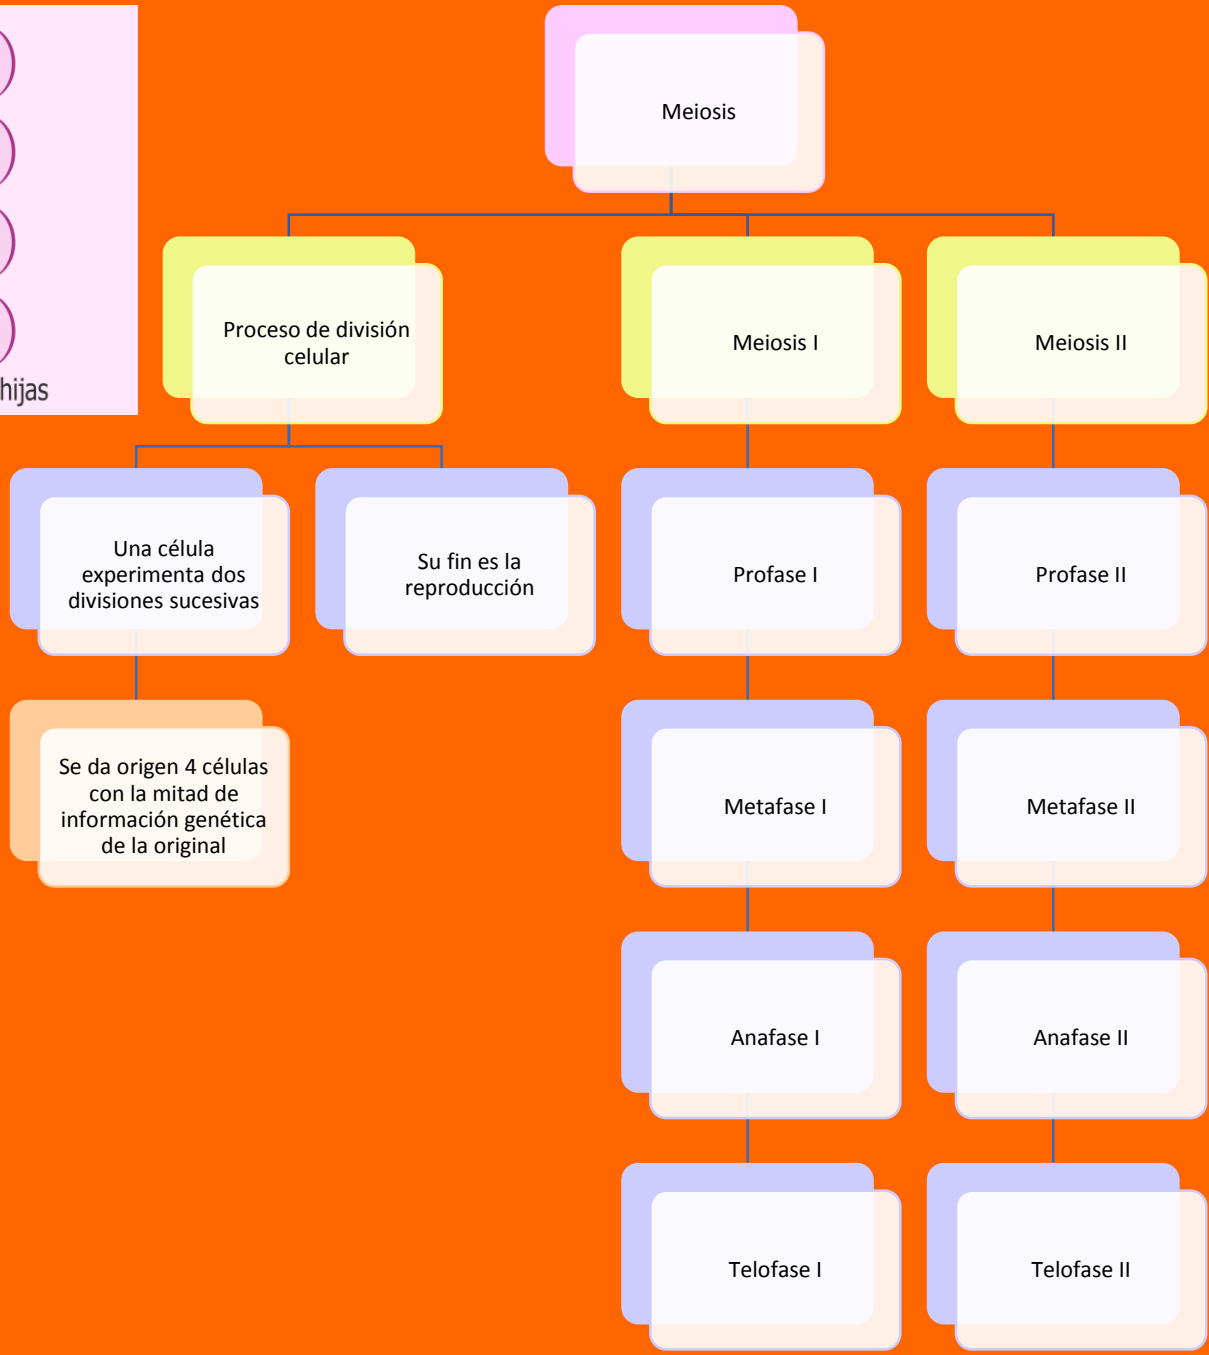 Meiosis
hijas
Proceso de división
celular
Meiosis I
Meiosis II
Una célula
experimenta dos
divisiones sucesivas
Su fin es la
reproducción
Profase I
Profase II
Se da origen 4 células
con la mitad de
información genética
de la original
Metafase I
Metafase II
Anafase I
Anafase II
Telofase I
Telofase II